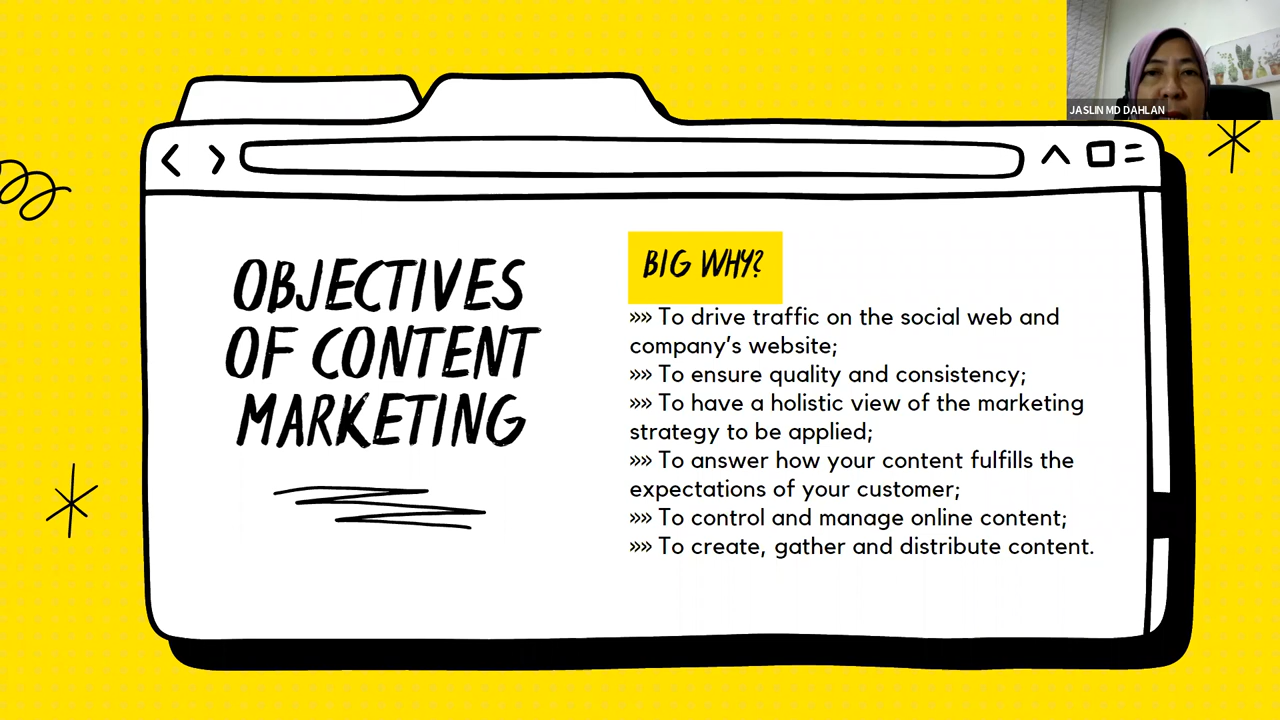 JASLIN MD DAHLAN
OBJECTIVES
OF CONTENT
MARKETING
BIG WHY?
»» To drive traffic on the social web and
company's website;
»» To ensure quality and consistency;
»» To have a holistic view of the marketing
strategy to be applied;
»» To answer how your content fulfills the
expectations of your customer;
»» To control and manage online content;
»» To create, gather and distribute content.